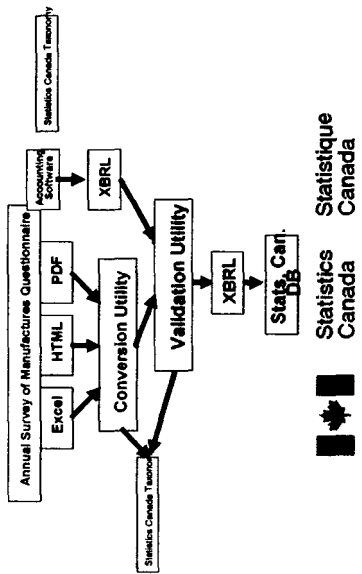 Statistics Canada Taxonomy
Annual Survey of Manufactures Questionnaire
Accounting
Software
Excel
HTML
PDF
XBRL
Conversion Utility
Validation Utility
Statistics Canada Taxonom
XBRL
Stats. Can.
DB
Statistics
Canada
Statistique
Canada